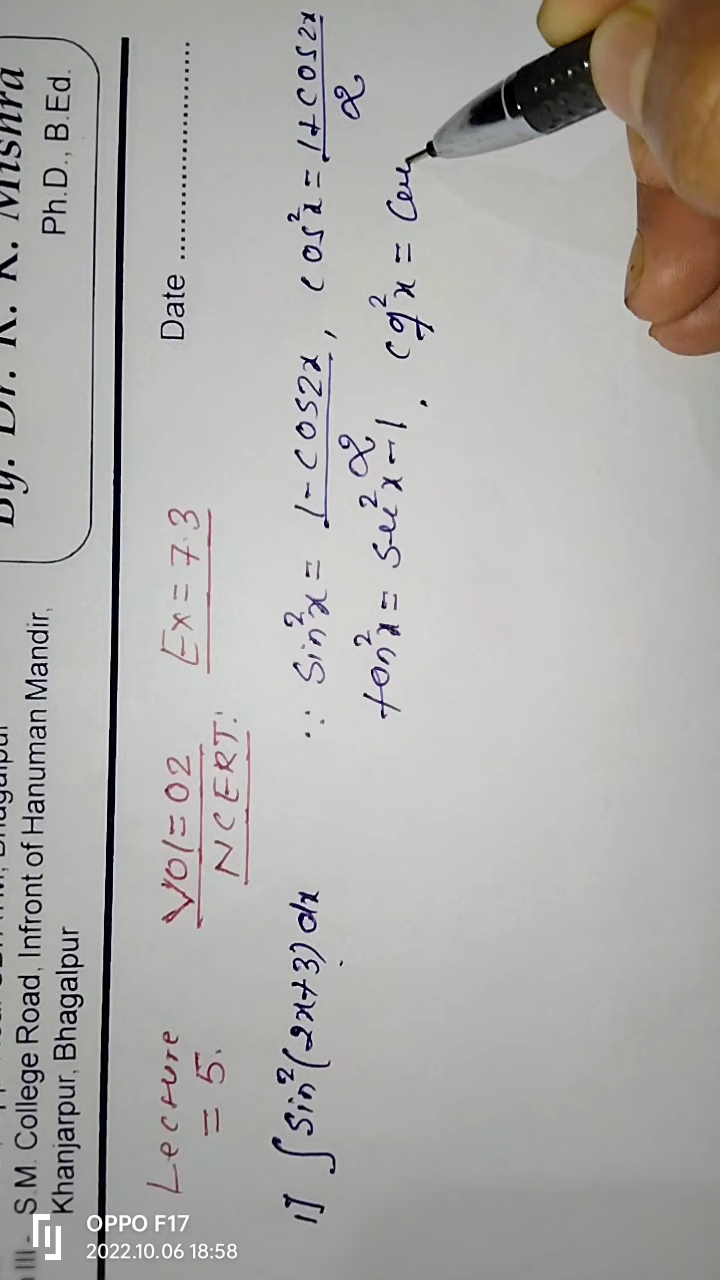 By. Dr. K. K. Mishra
Ph.D., B.Ed.
S.M. College Road, Infront of Hanuman Mandir,
Khanjarpur, Bhagalpur
Date ........................
Lecture = 5.
VOl = 02
NCERT.
Ex = 7.3
1] ∫ sin²(2x+3) dx
∵ sin²x = (1 - cos2x)/2, cos²x = (1 + cos2x)/2
tan²x = sec²x - 1, cot²x = cosec
OPPO F17
2022.10.06 18:58